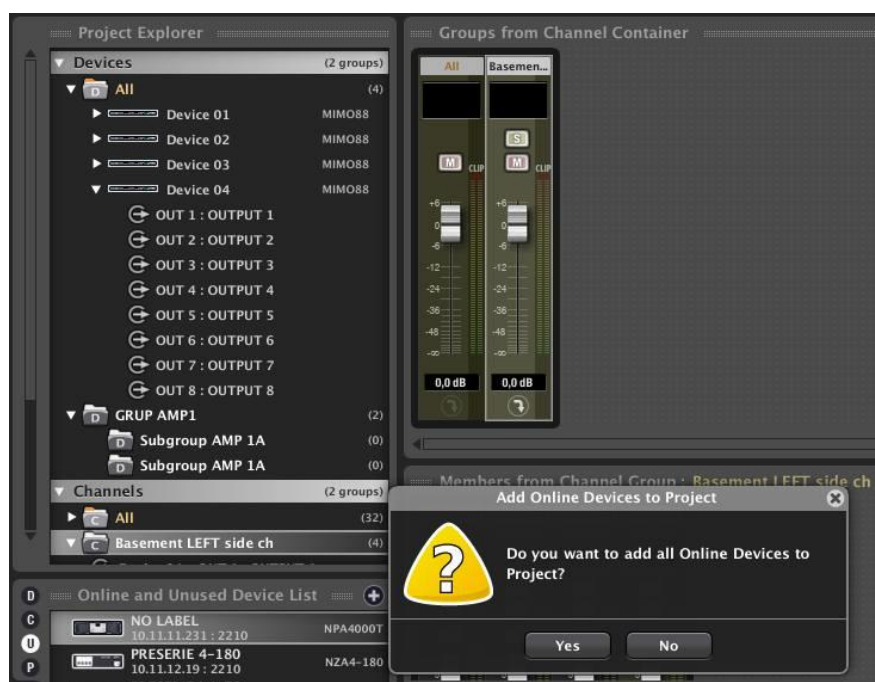 Project Explorer
Devices (2 groups)
D All (4)
Device 01 MIMO88
Device 02 MIMO88
Device 03 MIMO88
Device 04 MIMO88
OUT 1 : OUTPUT 1
OUT 2 : OUTPUT 2
OUT 3 : OUTPUT 3
OUT 4 : OUTPUT 4
OUT 5 : OUTPUT 5
OUT 6 : OUTPUT 6
OUT 7 : OUTPUT 7
OUT 8 : OUTPUT 8
D GRUP AMP1 (2)
D Subgroup AMP 1A (0)
D Subgroup AMP 1A (0)
Channels (2 groups)
C All (32)
C Basement LEFT side ch (4)
D
C
U
P
Online and Unused Device List
NO LABEL NPA4000T
10.11.11.231 : 2210
PRESERIE 4-180 NZA4-180
10.11.12.19 : 2210
Groups from Channel Container
All Basemen...
S
M CLIP M CLIP
+6 +6
0 0
-6 -6
-12 -12
-24 -24
-36 -36
-48 -48
-∞ -∞
0,0 dB 0,0 dB
Members from Channel Group : Basement LEFT side ch
Add Online Devices to Project
Do you want to add all Online Devices to
Project?
Yes No